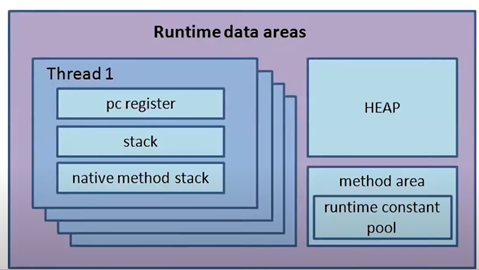 Runtime data areas
Thread 1
pc register
stack
native method stack
HEAP
method area
runtime constant
pool